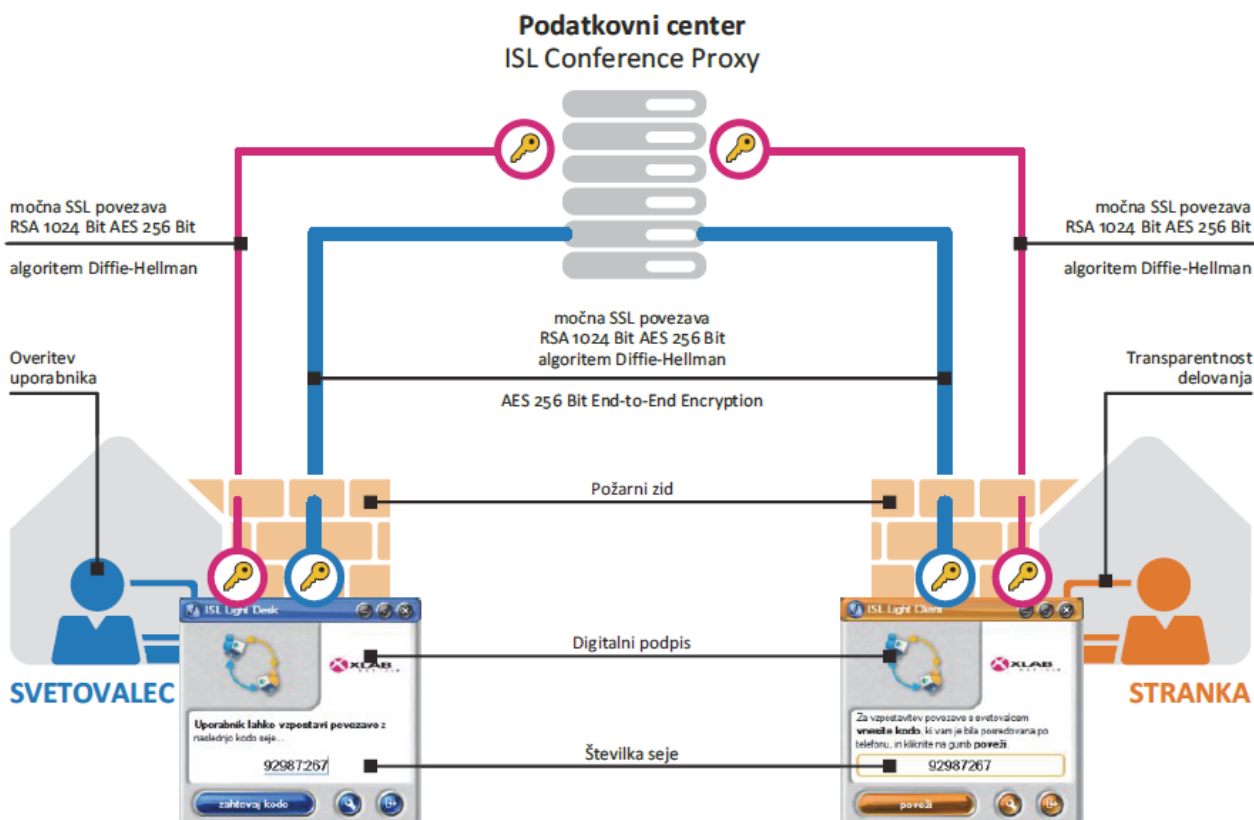 Podatkovni center
ISL Conference Proxy
močna SSL povezava
RSA 1024 Bit AES 256 Bit
algoritem Diffie-Hellman
močna SSL povezava
RSA 1024 Bit AES 256 Bit
algoritem Diffie-Hellman
močna SSL povezava
RSA 1024 Bit AES 256 Bit
algoritem Diffie-Hellman
AES 256 Bit End-to-End Encryption
Overitev
uporabnika
Transparentnost
delovanja
Požarni zid
ISL Light Desk
ISL Light Client
Digitalni podpis
XLAB
XLAB
SVETOVALEC
STRANKA
Uporabnik lahko vzpostavi povezavo z
naslednjo kodo seje...
Za vzpostavitev povezave s svetovalcem
vnesite kodo, ki vam je bila posredovana po
telefonu, in kliknite na gumb poveži.
92987267
Številka seje
92987267
zahtevaj kodo
poveži